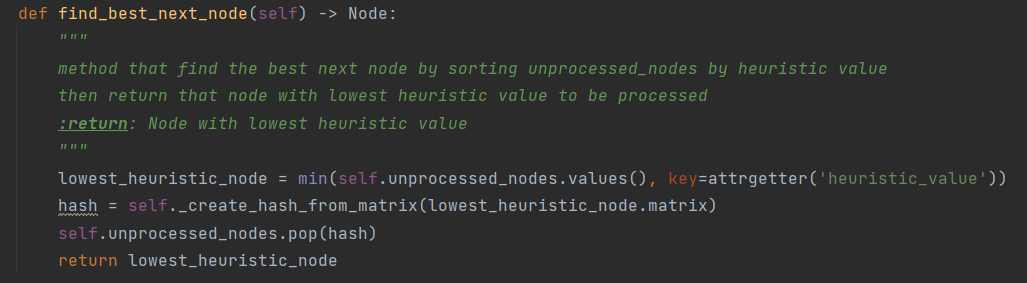 def find_best_next_node(self) -> Node:
    """
    method that find the best next node by sorting unprocessed_nodes by heuristic value
    then return that node with lowest heuristic value to be processed
    :return: Node with lowest heuristic value
    """
    lowest_heuristic_node = min(self.unprocessed_nodes.values(), key=attrgetter('heuristic_value'))
    hash = self._create_hash_from_matrix(lowest_heuristic_node.matrix)
    self.unprocessed_nodes.pop(hash)
    return lowest_heuristic_node